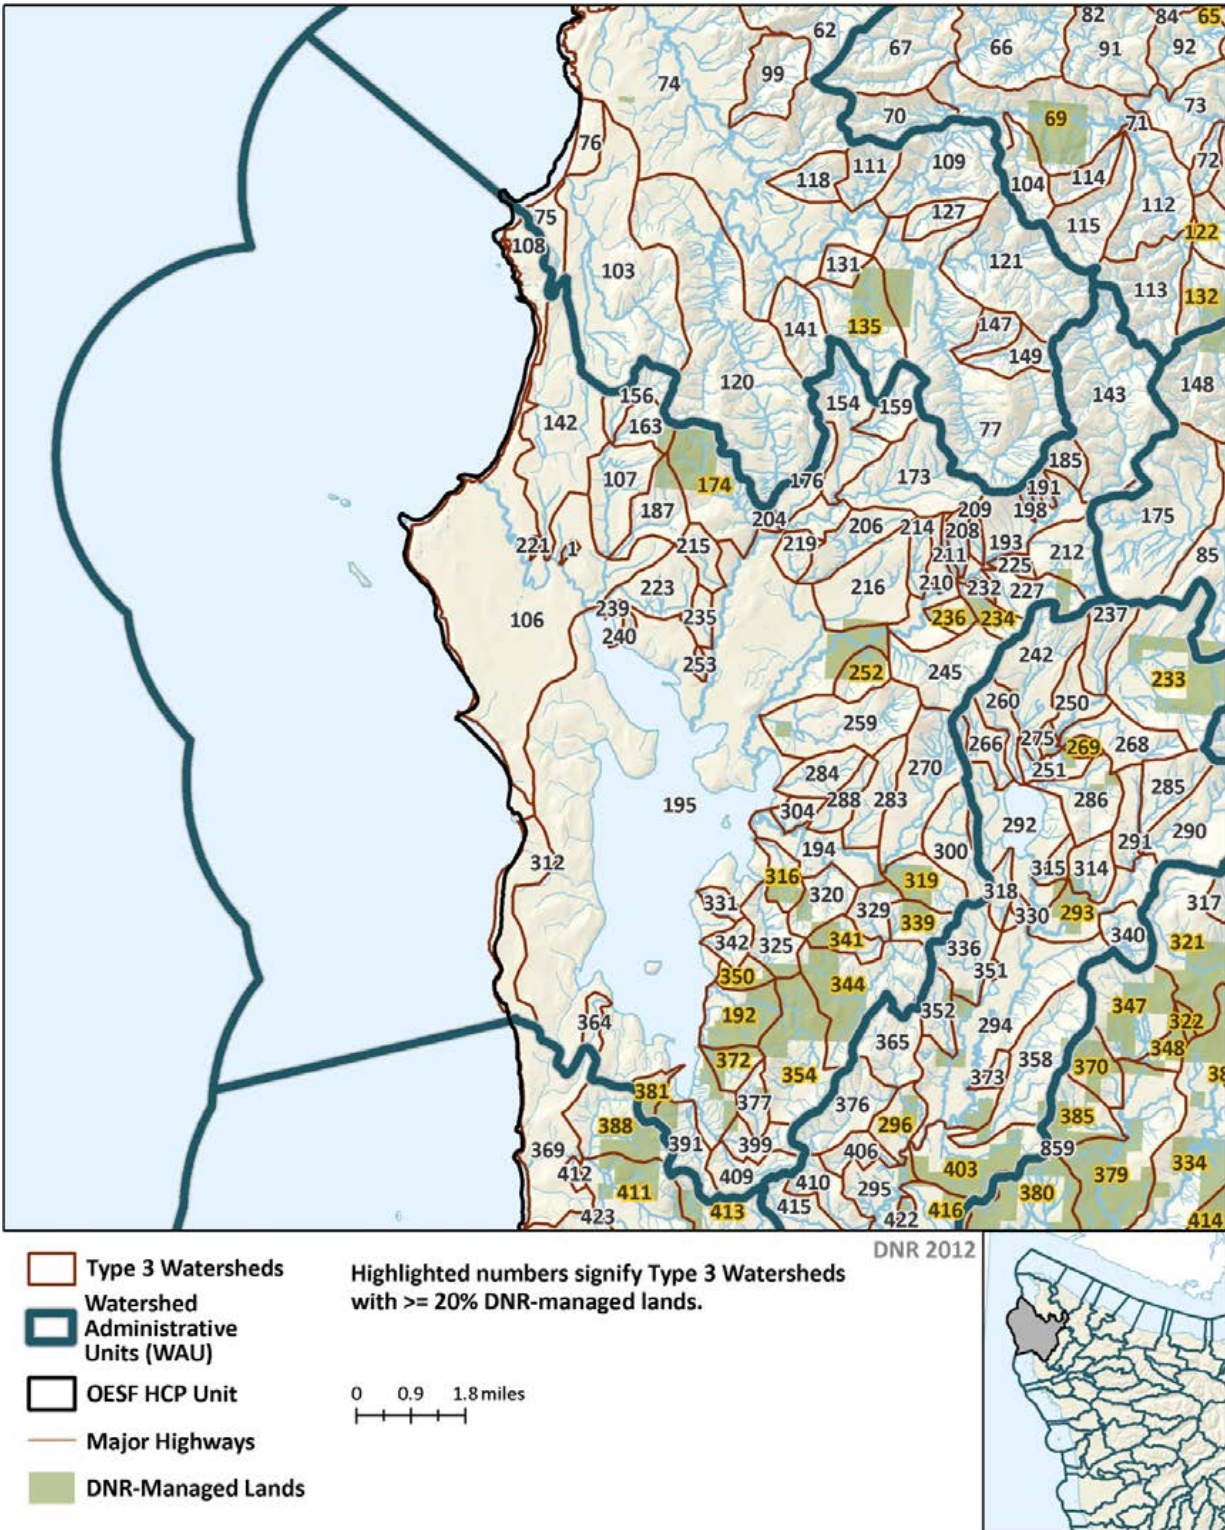 82 84 65
62 67 66 91 92
74 99
73
70 69 71
76 111 109 72
118 104 114
127 112
75 115 122
108 121
103 131 113
132
135 147
141 149
120 148
156 154 159 143
142 163 77
185
107 174 176 173 191
187 204 206 214 209 198 175
219 208
221 1 215 211 193 212 85
225
223 216 210 232 227
239 236 234 237
106 240 235
253 252 245 242 233
260 250
259 275
266 269 268
284 270 251 285
195 288 283 286
304 292 290
291
194 300
312 315 314
316 319
320 318
331 329 330 293 317
339
342 325 341 336 340 321
350 351
344
192 352 347
364 294 322
365 348
372 358 370
354 373 38
381 377 376
388 296 385
391 399
369 406 859
412 409 403 334
411 410 295 380 379
413 415 416 414
423 422
6
DNR 2012
Type 3 Watersheds
Watershed
Administrative
Units (WAU)
OESF HCP Unit
Major Highways
DNR-Managed Lands
Highlighted numbers signify Type 3 Watersheds
with >= 20% DNR-managed lands.
0 0.9 1.8 miles